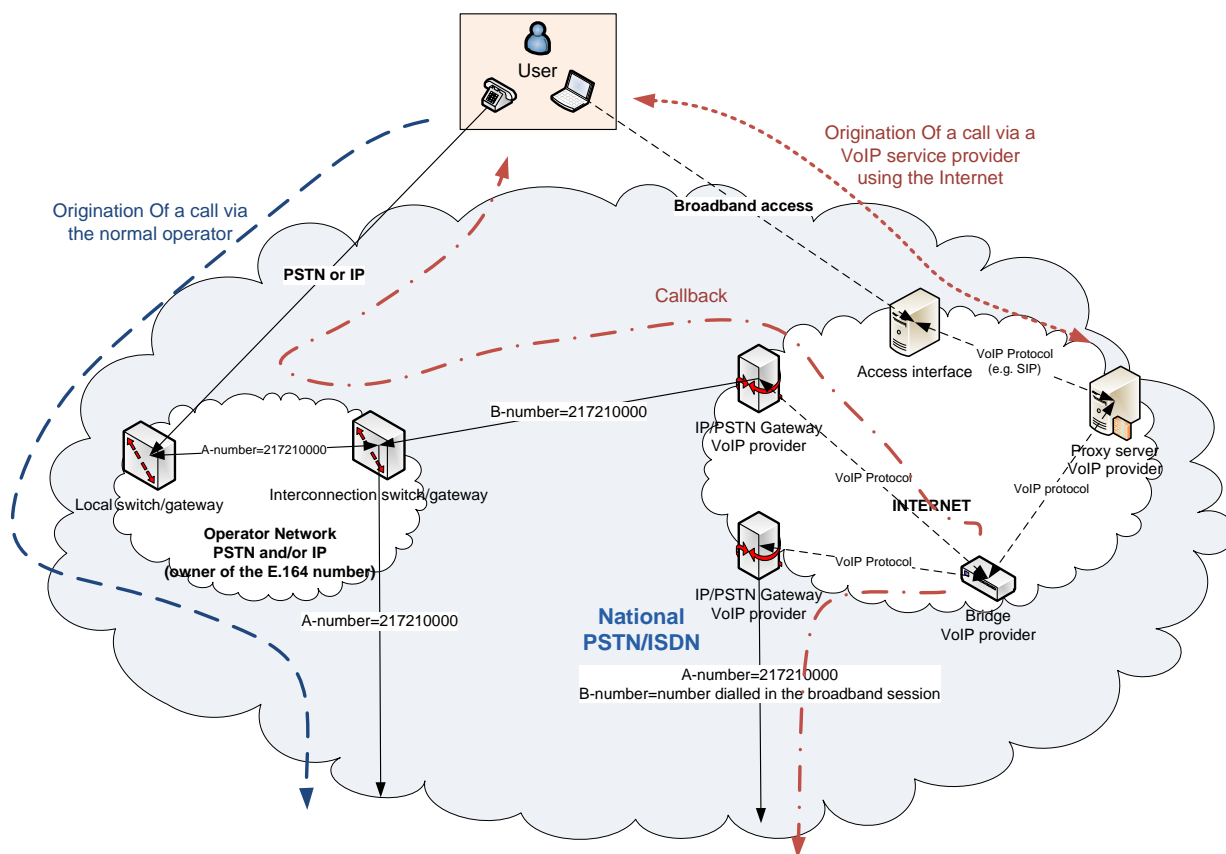 User
Origination Of a call via a
VoIP service provider
using the Internet
Origination Of a call via
the normal operator
Broadband access
PSTN or IP
Callback
Access interface
VoIP Protocol
(e.g. SIP)
B-number=217210000
IP/PSTN Gateway
VoIP provider
Proxy server
VoIP provider
A-number=217210000
Local switch/gateway
Interconnection switch/gateway
VoIP Protocol
VoIP protocol
INTERNET
Operator Network
PSTN and/or IP
(owner of the E.164 number)
VoIP Protocol
IP/PSTN Gateway
VoIP provider
Bridge
VoIP provider
A-number=217210000
National
PSTN/ISDN
A-number=217210000
B-number=number dialled in the broadband session